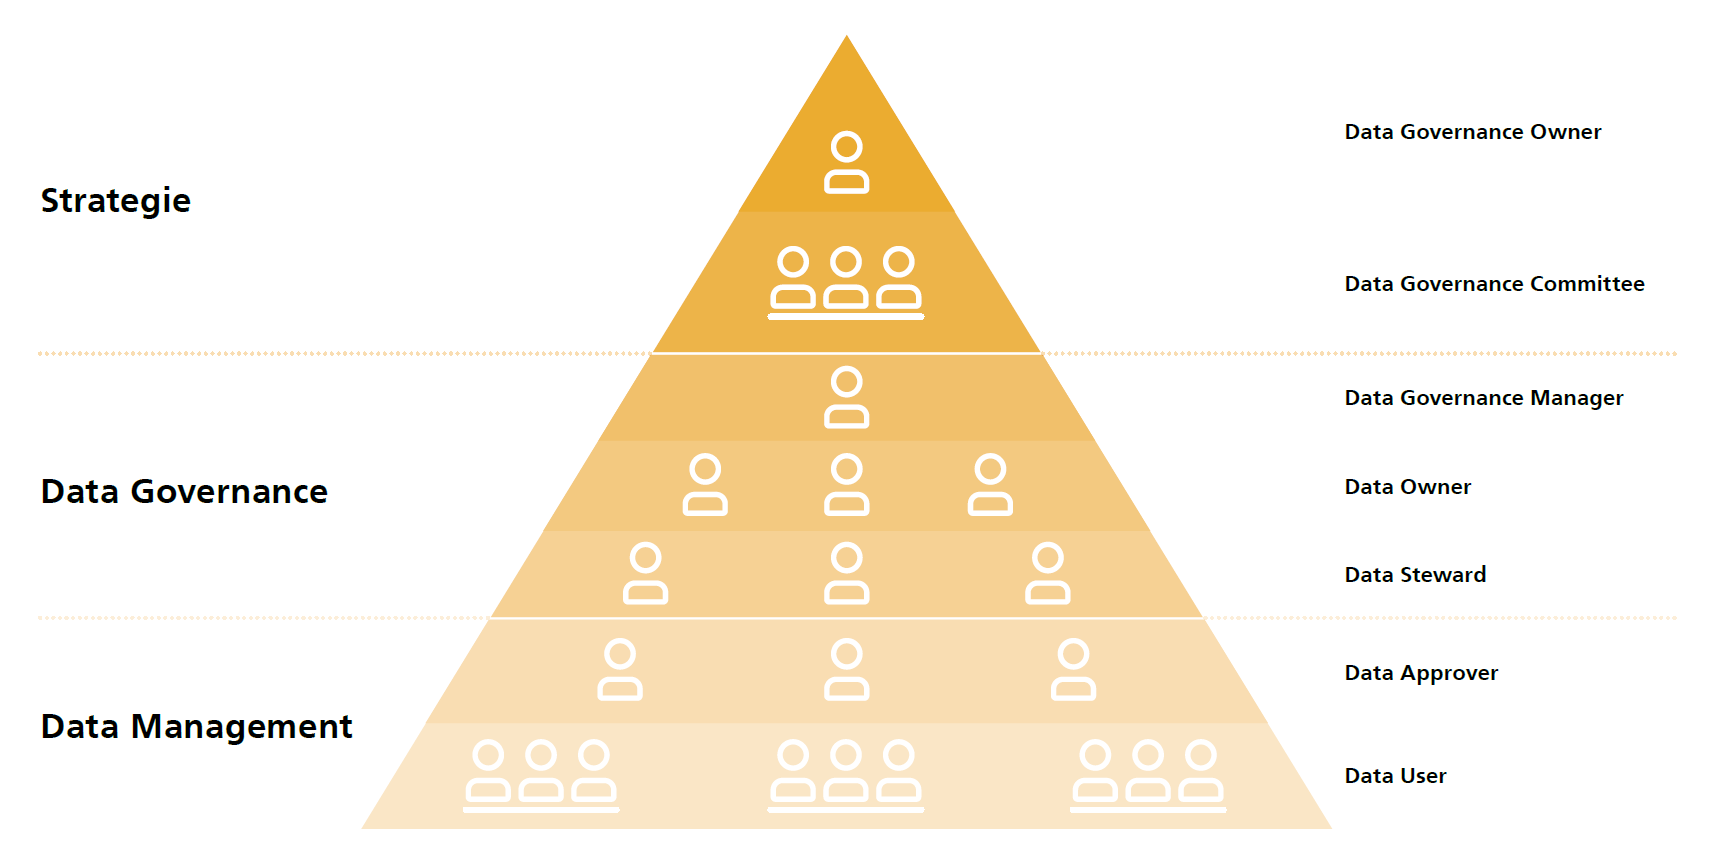 Data Governance Owner
Strategie
Data Governance Committee
Data Governance Manager
Data Owner
Data Governance
Data Steward
Data Approver
Data Management
Data User